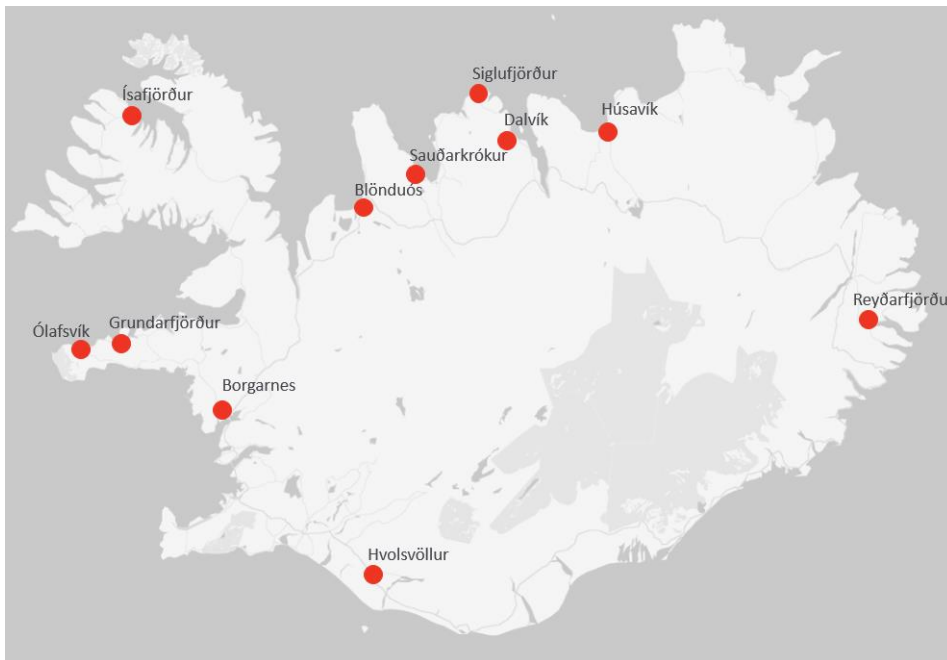 Siglufjörður
Ísafjörður
Húsavík
Dalvík
Sauðarkrókur
Blönduós
Reyðarfjörðu
Grundarfjörður
Ólafsvík
Borgarnes
Hvolsvöllur